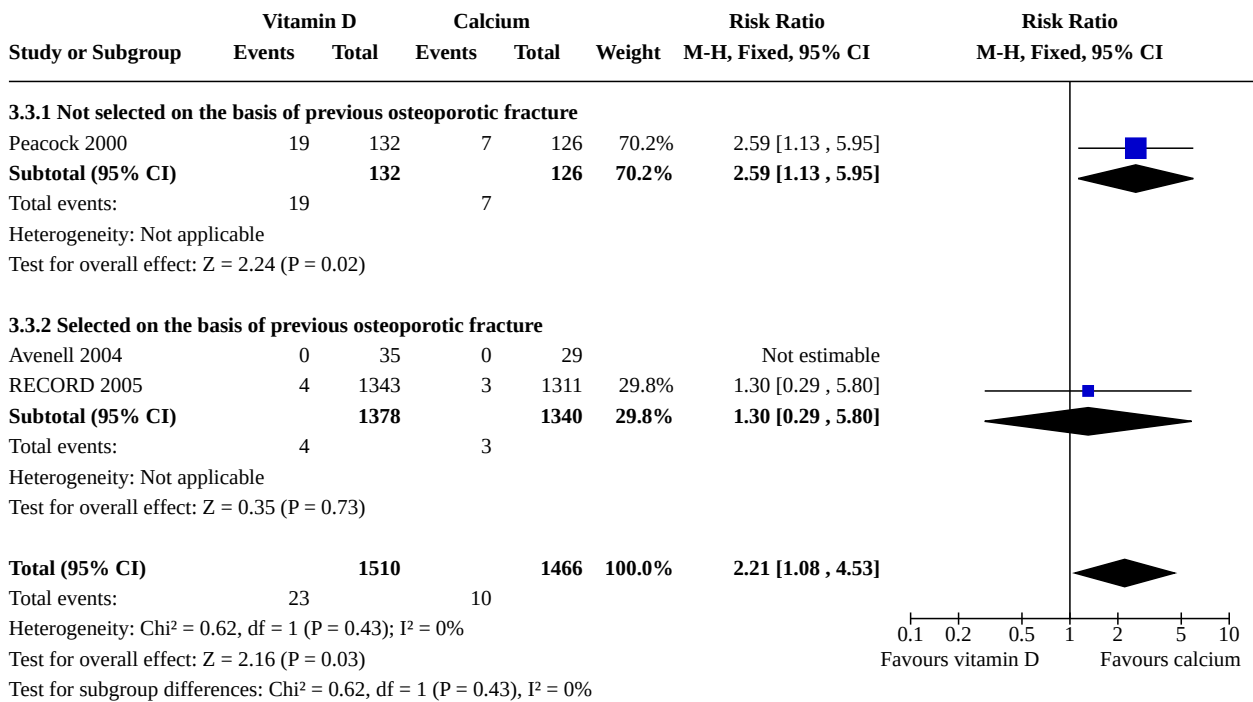 Vitamin D Calcium Risk Ratio Risk Ratio
Study or Subgroup Events Total Events Total Weight M-H, Fixed, 95% CI M-H, Fixed, 95% CI
3.3.1 Not selected on the basis of previous osteoporotic fracture
Peacock 2000 19 132 7 126 70.2% 2.59 [1.13 , 5.95]
Subtotal (95% CI) 132 126 70.2% 2.59 [1.13 , 5.95]
Total events: 19 7
Heterogeneity: Not applicable
Test for overall effect: Z = 2.24 (P = 0.02)
3.3.2 Selected on the basis of previous osteoporotic fracture
Avenell 2004 0 35 0 29 Not estimable
RECORD 2005 4 1343 3 1311 29.8% 1.30 [0.29 , 5.80]
Subtotal (95% CI) 1378 1340 29.8% 1.30 [0.29 , 5.80]
Total events: 4 3
Heterogeneity: Not applicable
Test for overall effect: Z = 0.35 (P = 0.73)
Total (95% CI) 1510 1466 100.0% 2.21 [1.08 , 4.53]
Total events: 23 10
Heterogeneity: Chi² = 0.62, df = 1 (P = 0.43); I² = 0%
0.1 0.2 0.5 1 2 5 10
Test for overall effect: Z = 2.16 (P = 0.03)
Favours vitamin D Favours calcium
Test for subgroup differences: Chi² = 0.62, df = 1 (P = 0.43), I² = 0%